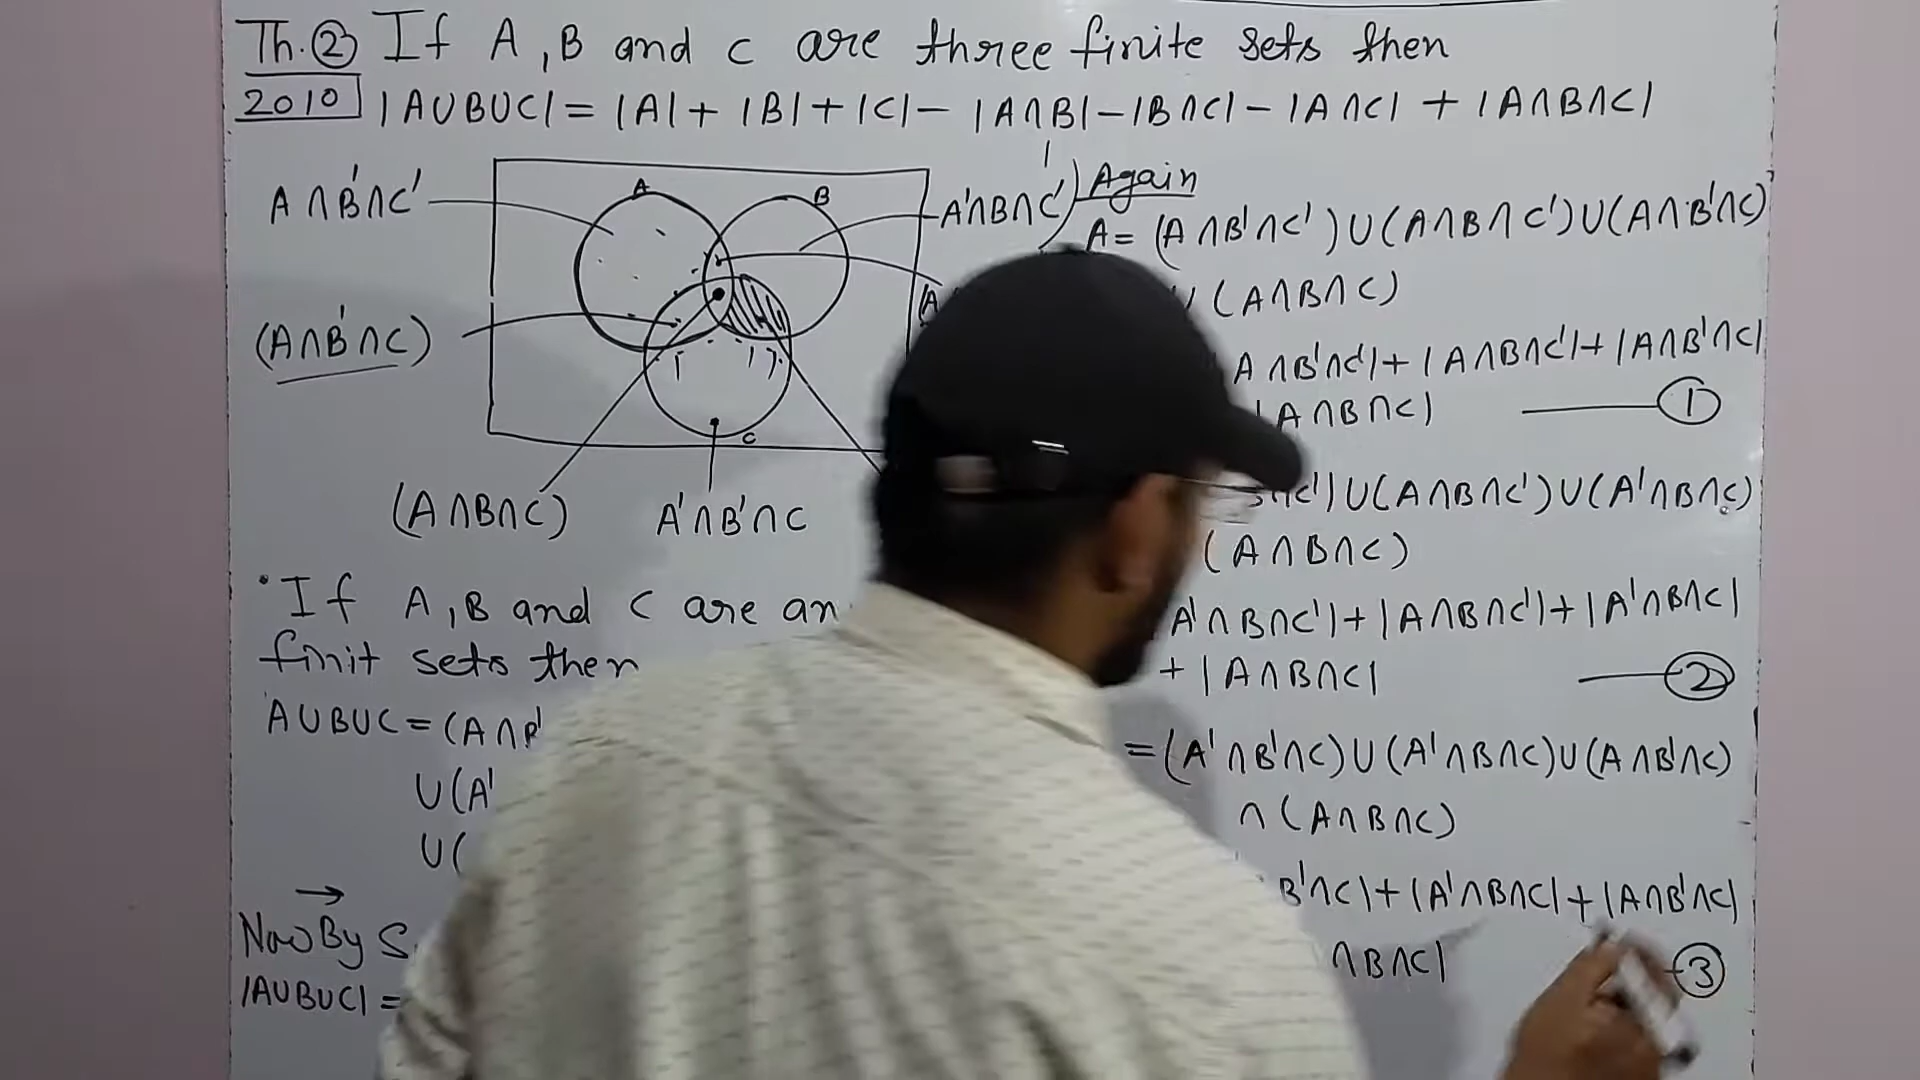 Th.② If A, B and C are three finite sets then
2010 |A∪B∪C| = |A| + |B| + |C| - |A∩B| - |B∩C| - |A∩C| + |A∩B∩C|
A∩B'∩C'
A
B
A'∩B∩C'
(A∩B'∩C)
C
(A∩B∩C) A'∩B'∩C
If A, B and C are
finit sets then
A∪B∪C = (A∩B'
∪(A'
∪(
Now By
|A∪B∪C| =
Again
A = (A∩B'∩C')∪(A∩B∩C')∪(A∩B'∩C)
∪(A∩B∩C)
A∩B'∩C'|+|A∩B∩C'|+|A∩B'∩C|
|A∩B∩C| ①
∩C')∪(A∩B∩C')∪(A'∩B∩C)
(A∩B∩C)
A'∩B∩C'|+|A∩B∩C'|+|A'∩B∩C|
+|A∩B∩C| ②
=(A'∩B'∩C)∪(A'∩B∩C)∪(A∩B'∩C)
∩(A∩B∩C)
B'∩C|+|A'∩B∩C|+|A∩B'∩C|
∩B∩C| ③